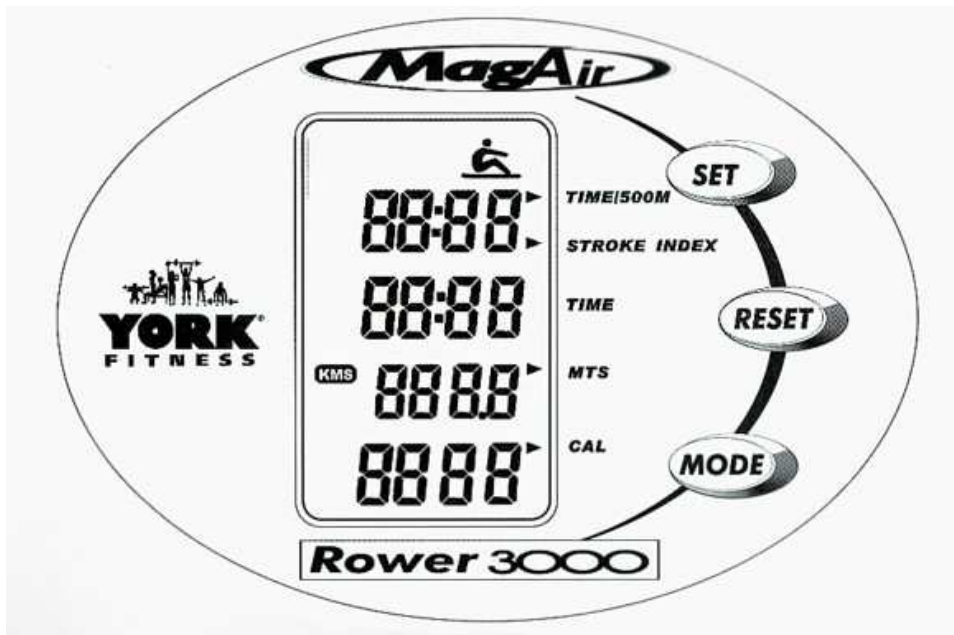 MagAir
SET
88:88 TIME/500M
STROKE INDEX
88:88 TIME
RESET
YORK®
FITNESS
KMS 888.8 MTS
8888 CAL
MODE
Rower 3000